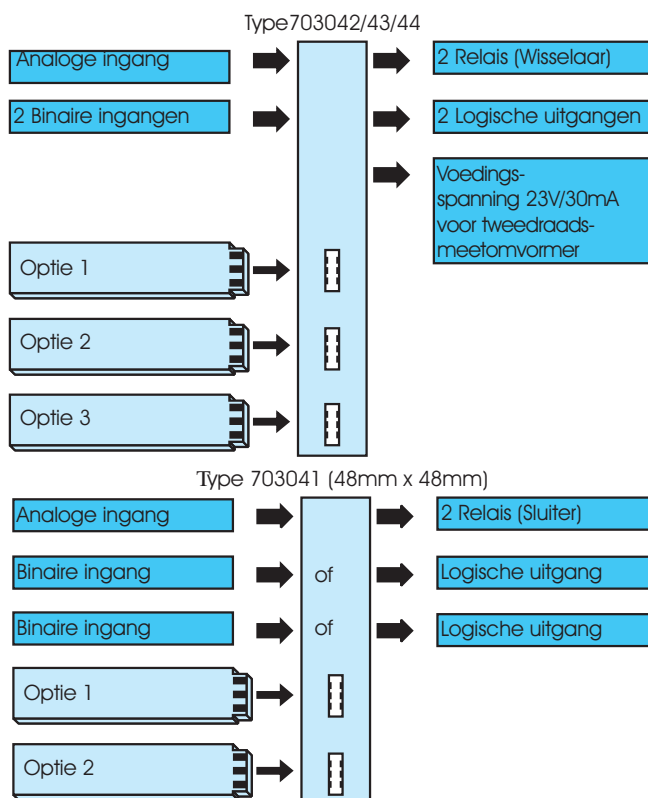 Type703042/43/44
Analoge ingang
2 Relais (Wisselaar)
2 Binaire ingangen
2 Logische uitgangen
Voedings-
spanning 23V/30mA
voor tweedraads-
meetomvormer
Optie 1
Optie 2
Optie 3
Type 703041 (48mm x 48mm)
Analoge ingang
2 Relais (Sluiter)
Binaire ingang
of
Logische uitgang
Binaire ingang
of
Logische uitgang
Optie 1
Optie 2